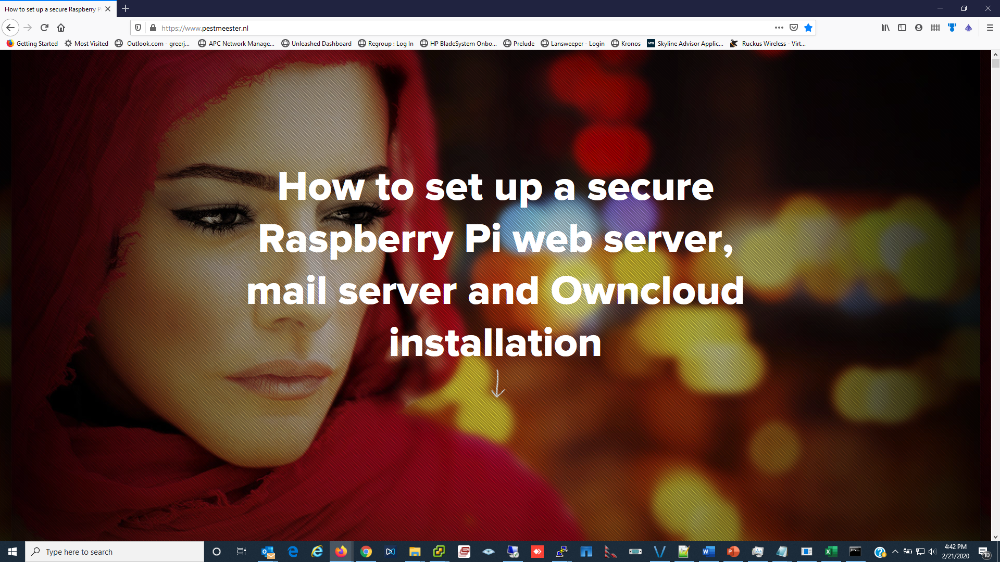 How to set up a secure Raspberry P
https://www.pestmeester.nl
Getting Started
Most Visited
Outlook.com - greerj...
APC Network Manage...
Unleashed Dashboard
Regroup : Log In
HP BladeSystem Onbo...
Prelude
Lansweeper - Login
Kronos
vm
Skyline Advisor Applic...
Ruckus Wireless - Virt...
How to set up a secure
Raspberry Pi web server,
mail server and Owncloud
installation
Type here to search
4:42 PM
2/21/2020
10